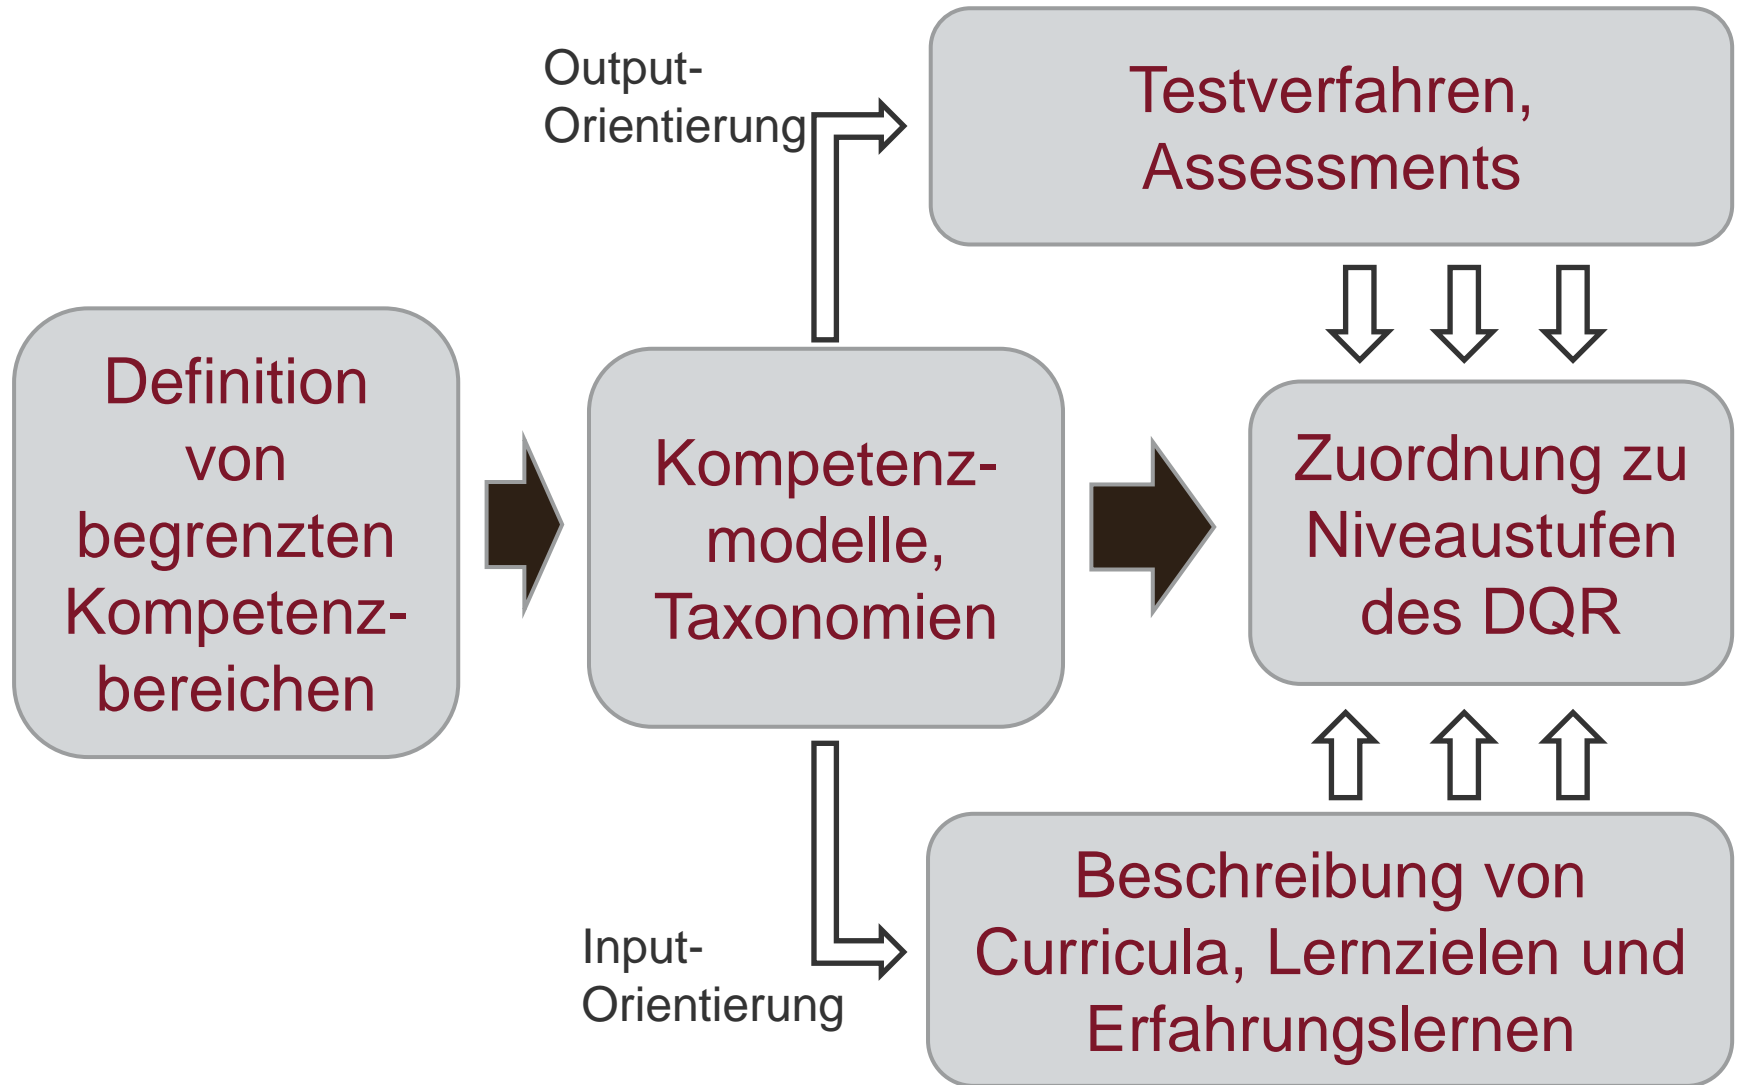 Output-
Orientierung
Testverfahren,
Assessments
Definition
von
begrenzten
Kompetenz-
bereichen
Kompetenz-
modelle,
Taxonomien
Zuordnung zu
Niveaustufen
des DQR
Input-
Orientierung
Beschreibung von
Curricula, Lernzielen und
Erfahrungslernen